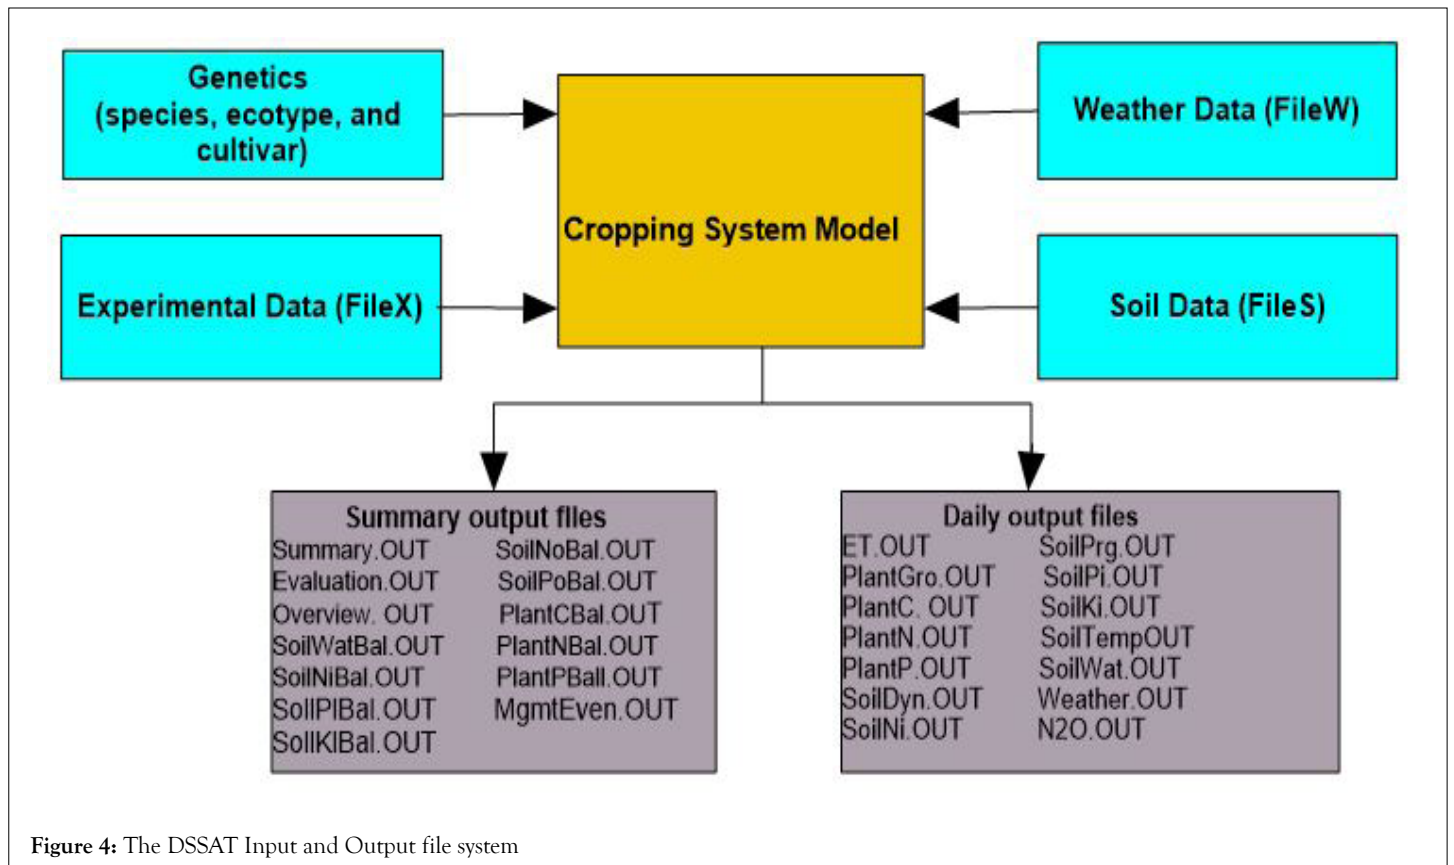 Genetics
(species, ecotype, and
cultivar)
Experimental Data (FileX)
Cropping System Model
Weather Data (FileW)
Soil Data (FileS)
Summary output files
Summary.OUT
Evaluation.OUT
Overview. OUT
SoilWatBal.OUT
SoilNiBal.OUT
SoilPIBal.OUT
SoilKIBal.OUT
SoilNoBal.OUT
SoilPoBal.OUT
PlantCBal.OUT
PlantNBal.OUT
PlantPBall.OUT
MgmtEven.OUT
Daily output files
ET.OUT
PlantGro.OUT
PlantC. OUT
PlantN.OUT
PlantP.OUT
SoilDyn.OUT
SoilNi.OUT
SoilPrg.OUT
SoilPi.OUT
SoilKi.OUT
SoilTempOUT
SoilWat.OUT
Weather.OUT
N2O.OUT
Figure 4: The DSSAT Input and Output file system